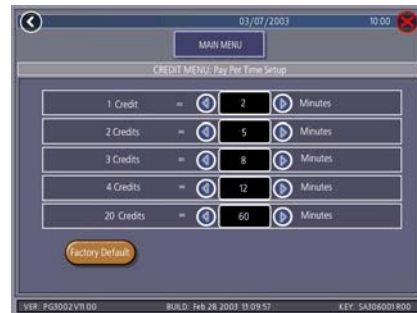 03/07/2003 10:00
MAIN MENU
CREDIT MENU: Pay Per Time Setup
1 Credit = 2 Minutes
2 Credits = 5 Minutes
3 Credits = 8 Minutes
4 Credits = 12 Minutes
20 Credits = 60 Minutes
Factory Default
VER: PG3002V11.00 BUILD: Feb 28 2003 13:09:57 KEY: SA306001 R00